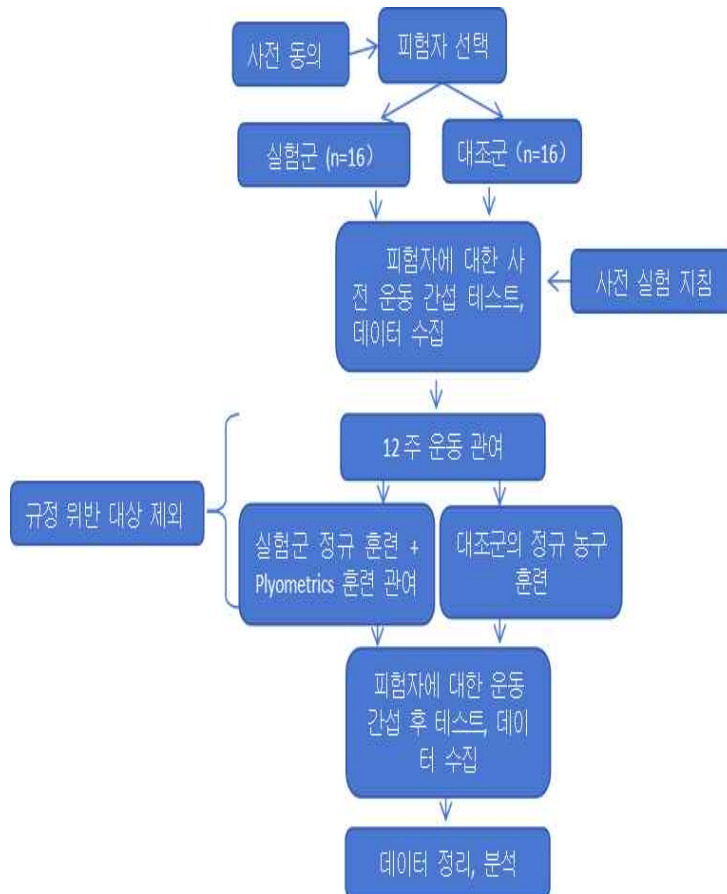 사전 동의
피험자 선택
실험군 (n=16)
대조군 (n=16)
피험자에 대한 사
전 운동 간섭 테스트,
데이터 수집
사전 실험 지침
12 주 운동 관여
규정 위반 대상 제외
실험군 정규 훈련 +
Plyometrics 훈련 관여
대조군의 정규 농구
훈련
피험자에 대한 운동
간섭 후 테스트, 데이
터 수집
데이터 정리, 분석